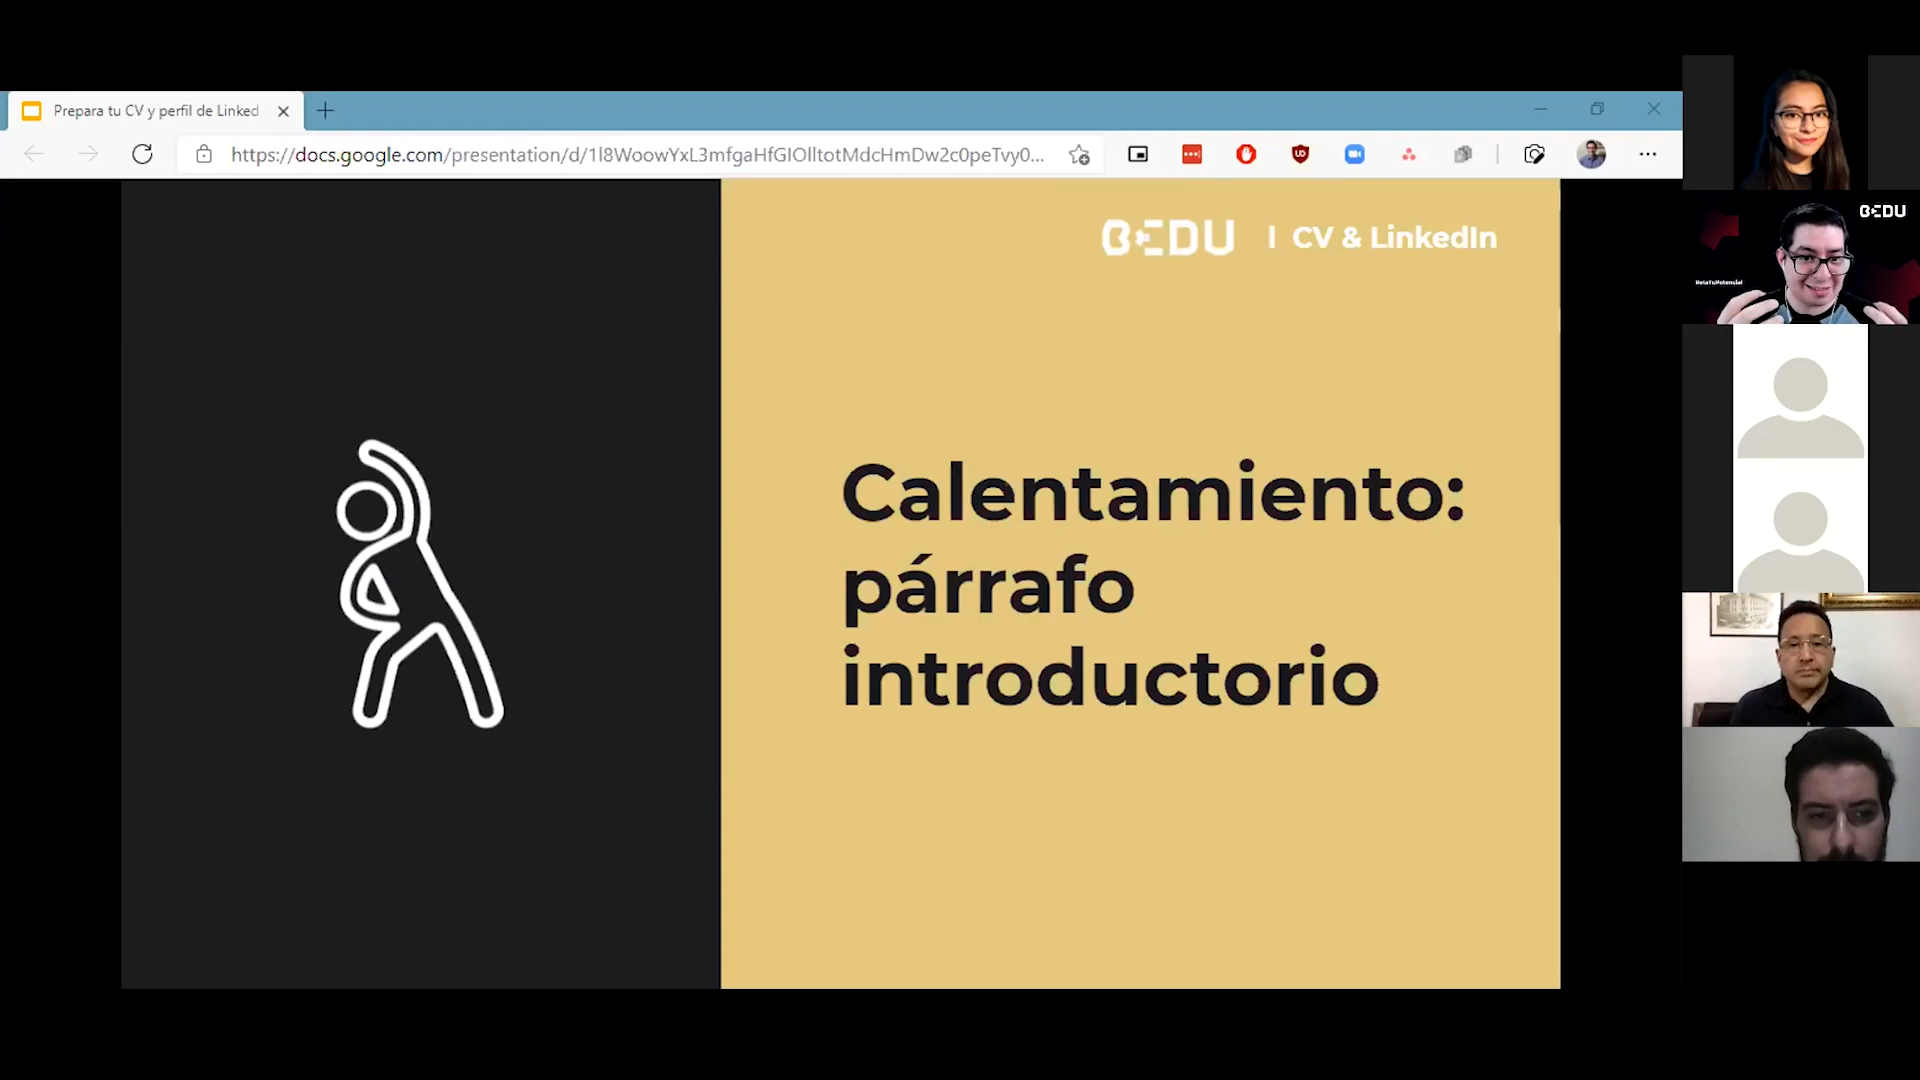 Prepara tu CV y perfil de Linked
https://docs.google.com/presentation/d/1l8WoowYxL3mfgaHfGIOlltotMdcHmDw2c0peTvy0...
BEDU | CV & LinkedIn
Calentamiento:
párrafo
introductorio
BEDU
RetaTuPotencial